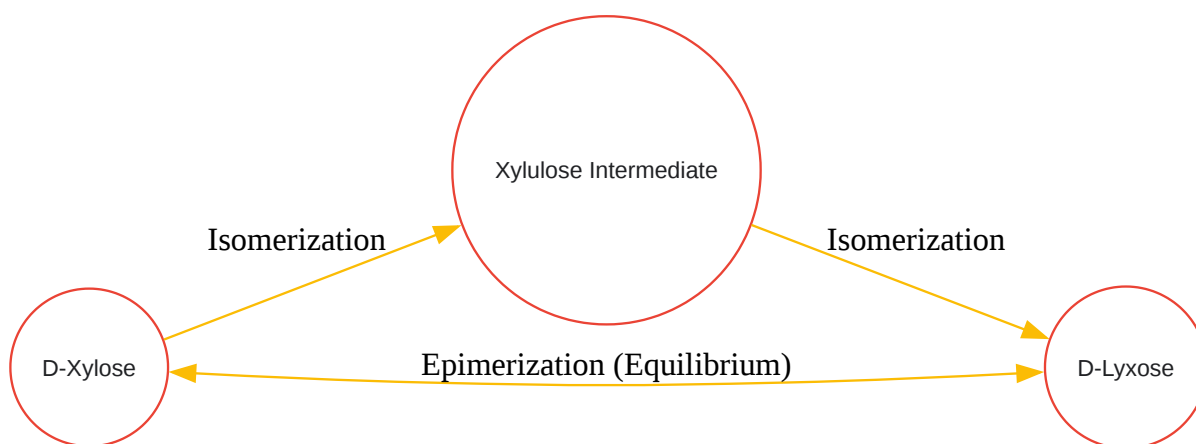 Xylulose Intermediate
Isomerization
Isomerization
Epimerization (Equilibrium)
D-Xylose
D-Lyxose